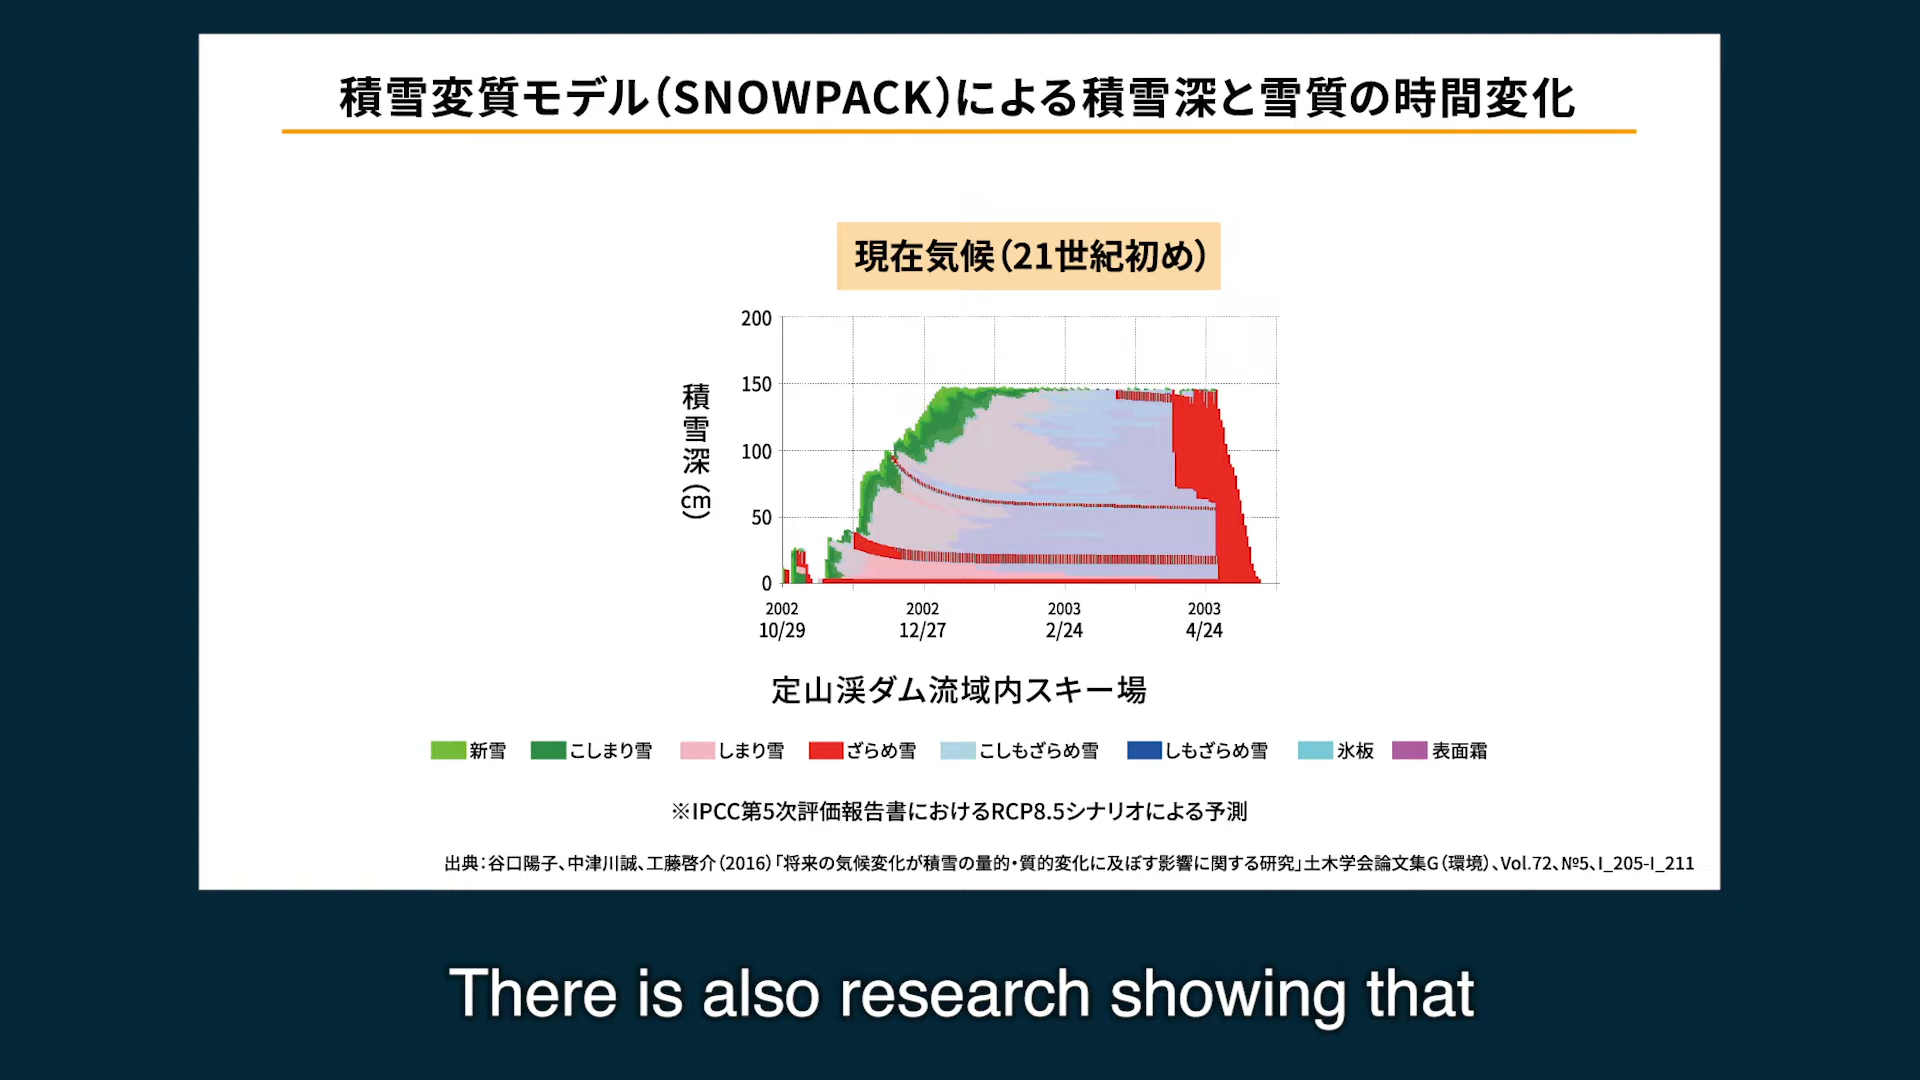 積雪変質モデル（SNOWPACK）による積雪深と雪質の時間変化
現在気候（21世紀初め）
200
150
100
50
0
積雪深（cm）
2002 2002 2003 2003
10/29 12/27 2/24 4/24
定山渓ダム流域内スキー場
新雪 こしまり雪 しまり雪 ざらめ雪 こしもざらめ雪 しもざらめ雪 氷板 表面霜
※IPCC第5次評価報告書におけるRCP8.5シナリオによる予測
出典：谷口陽子、中津川誠、工藤啓介（2016）「将来の気候変化が積雪の量的・質的変化に及ぼす影響に関する研究」土木学会論文集G（環境）、Vol.72、№5、I_205-I_211
There is also research showing that